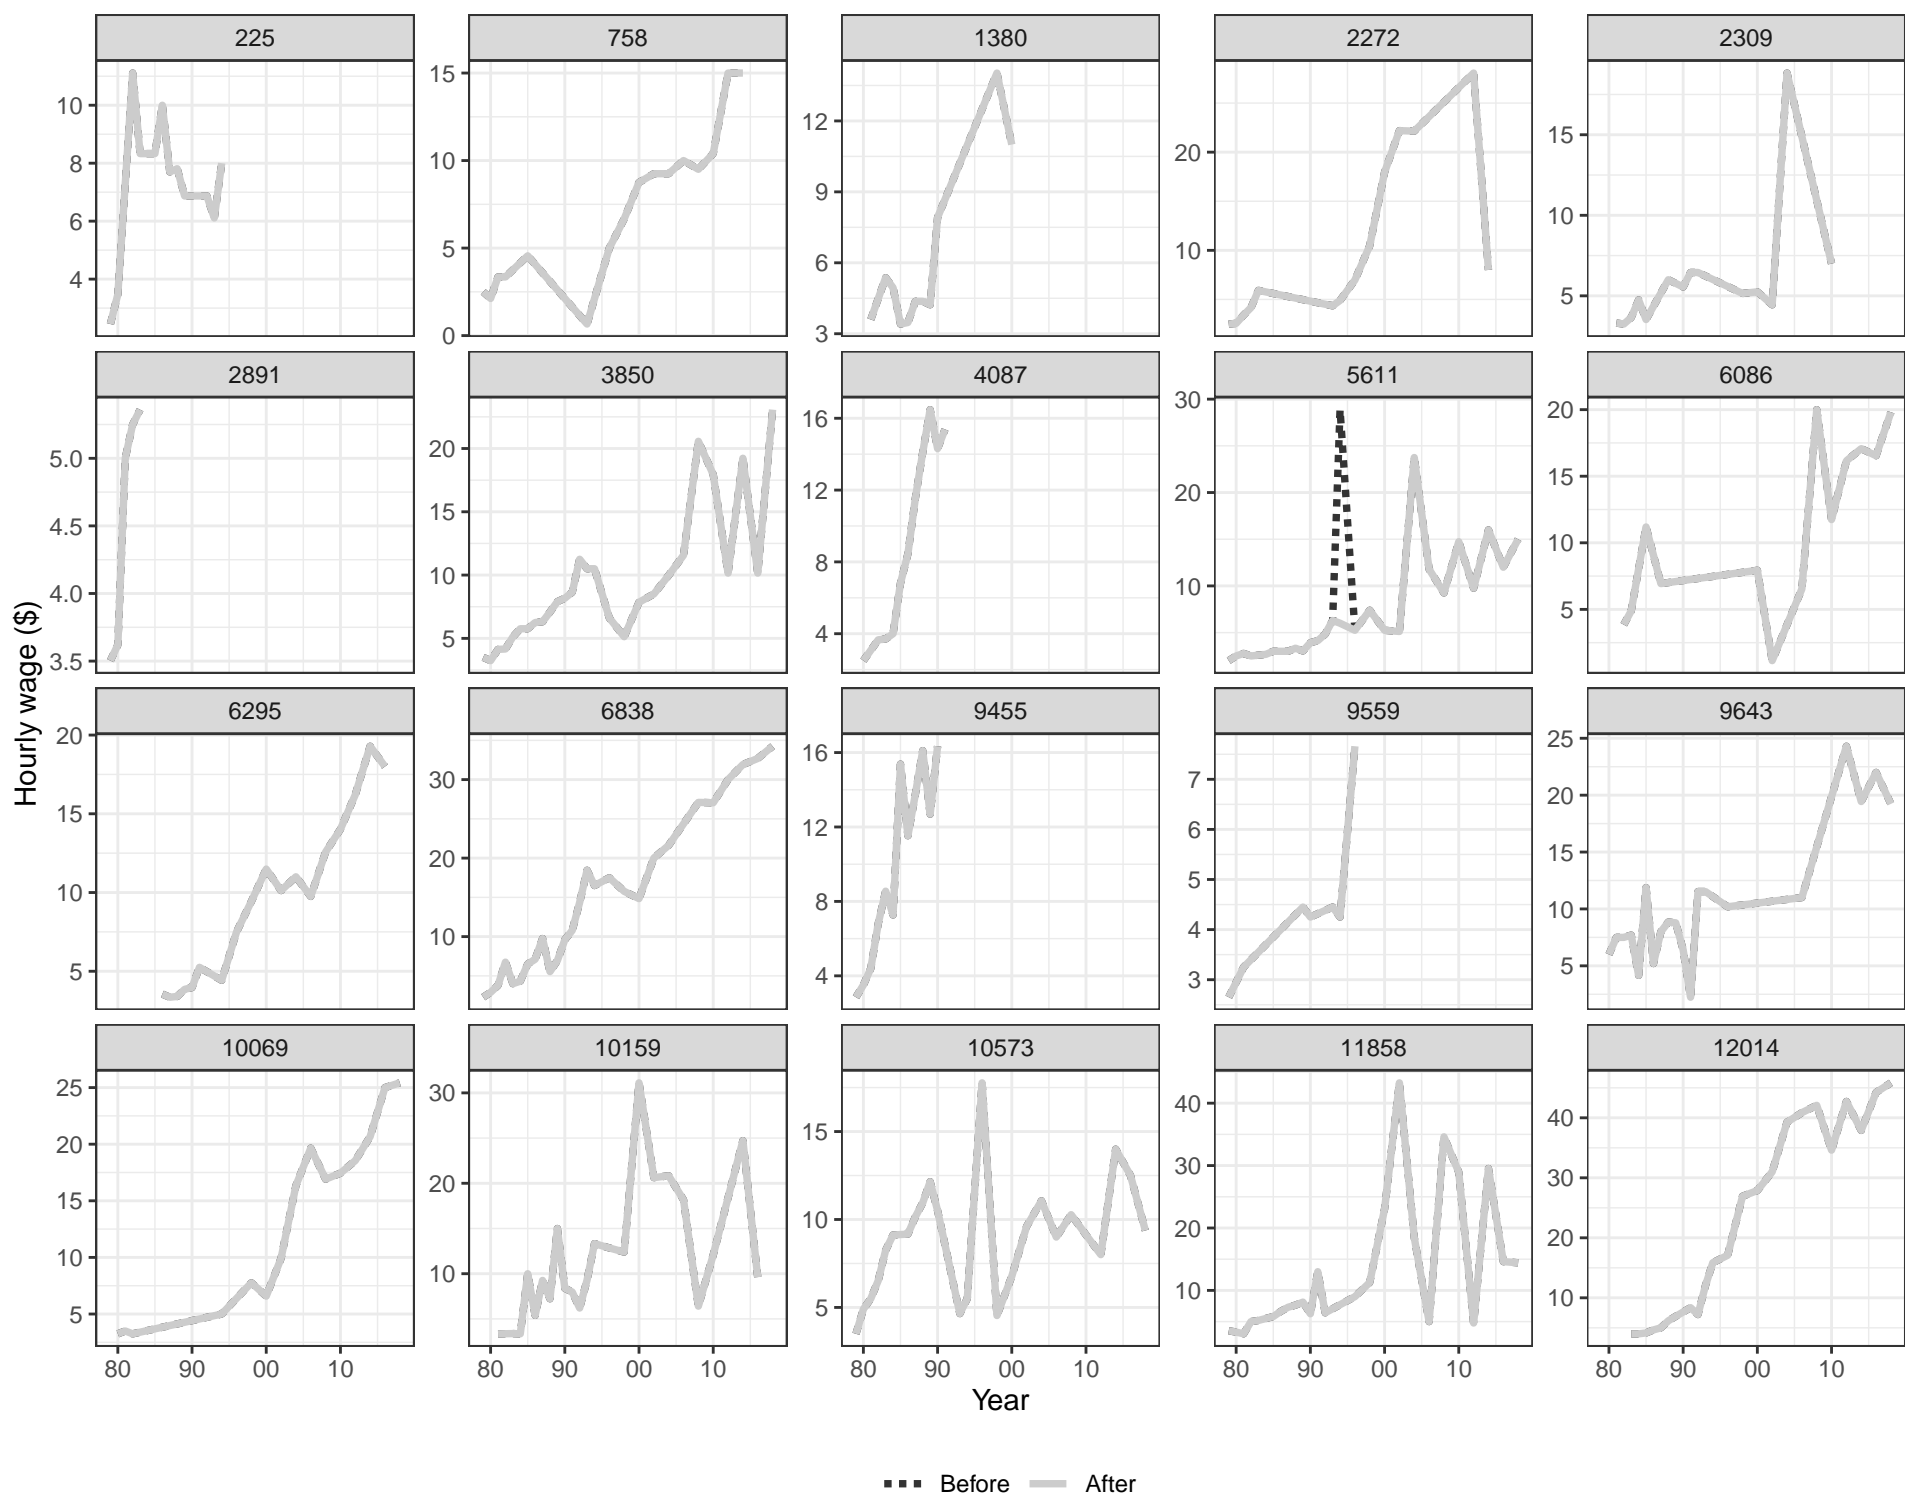 225 758 1380 2272 2309
10 8 6 4
15 10 5 0
12 9 6 3
20 10
15 10 5
2891 3850 4087 5611 6086
5.0 4.5 4.0 3.5
20 15 10 5
16 12 8 4
30 20 10
20 15 10 5
Hourly wage ($)
6295 6838 9455 9559 9643
20 15 10 5
30 20 10
16 12 8 4
7 6 5 4 3
25 20 15 10 5
10069 10159 10573 11858 12014
25 20 15 10 5
30 20 10
15 10 5
40 30 20 10
40 30 20 10
80 90 00 10 80 90 00 10 80 90 00 10 80 90 00 10 80 90 00 10
Year
Before After